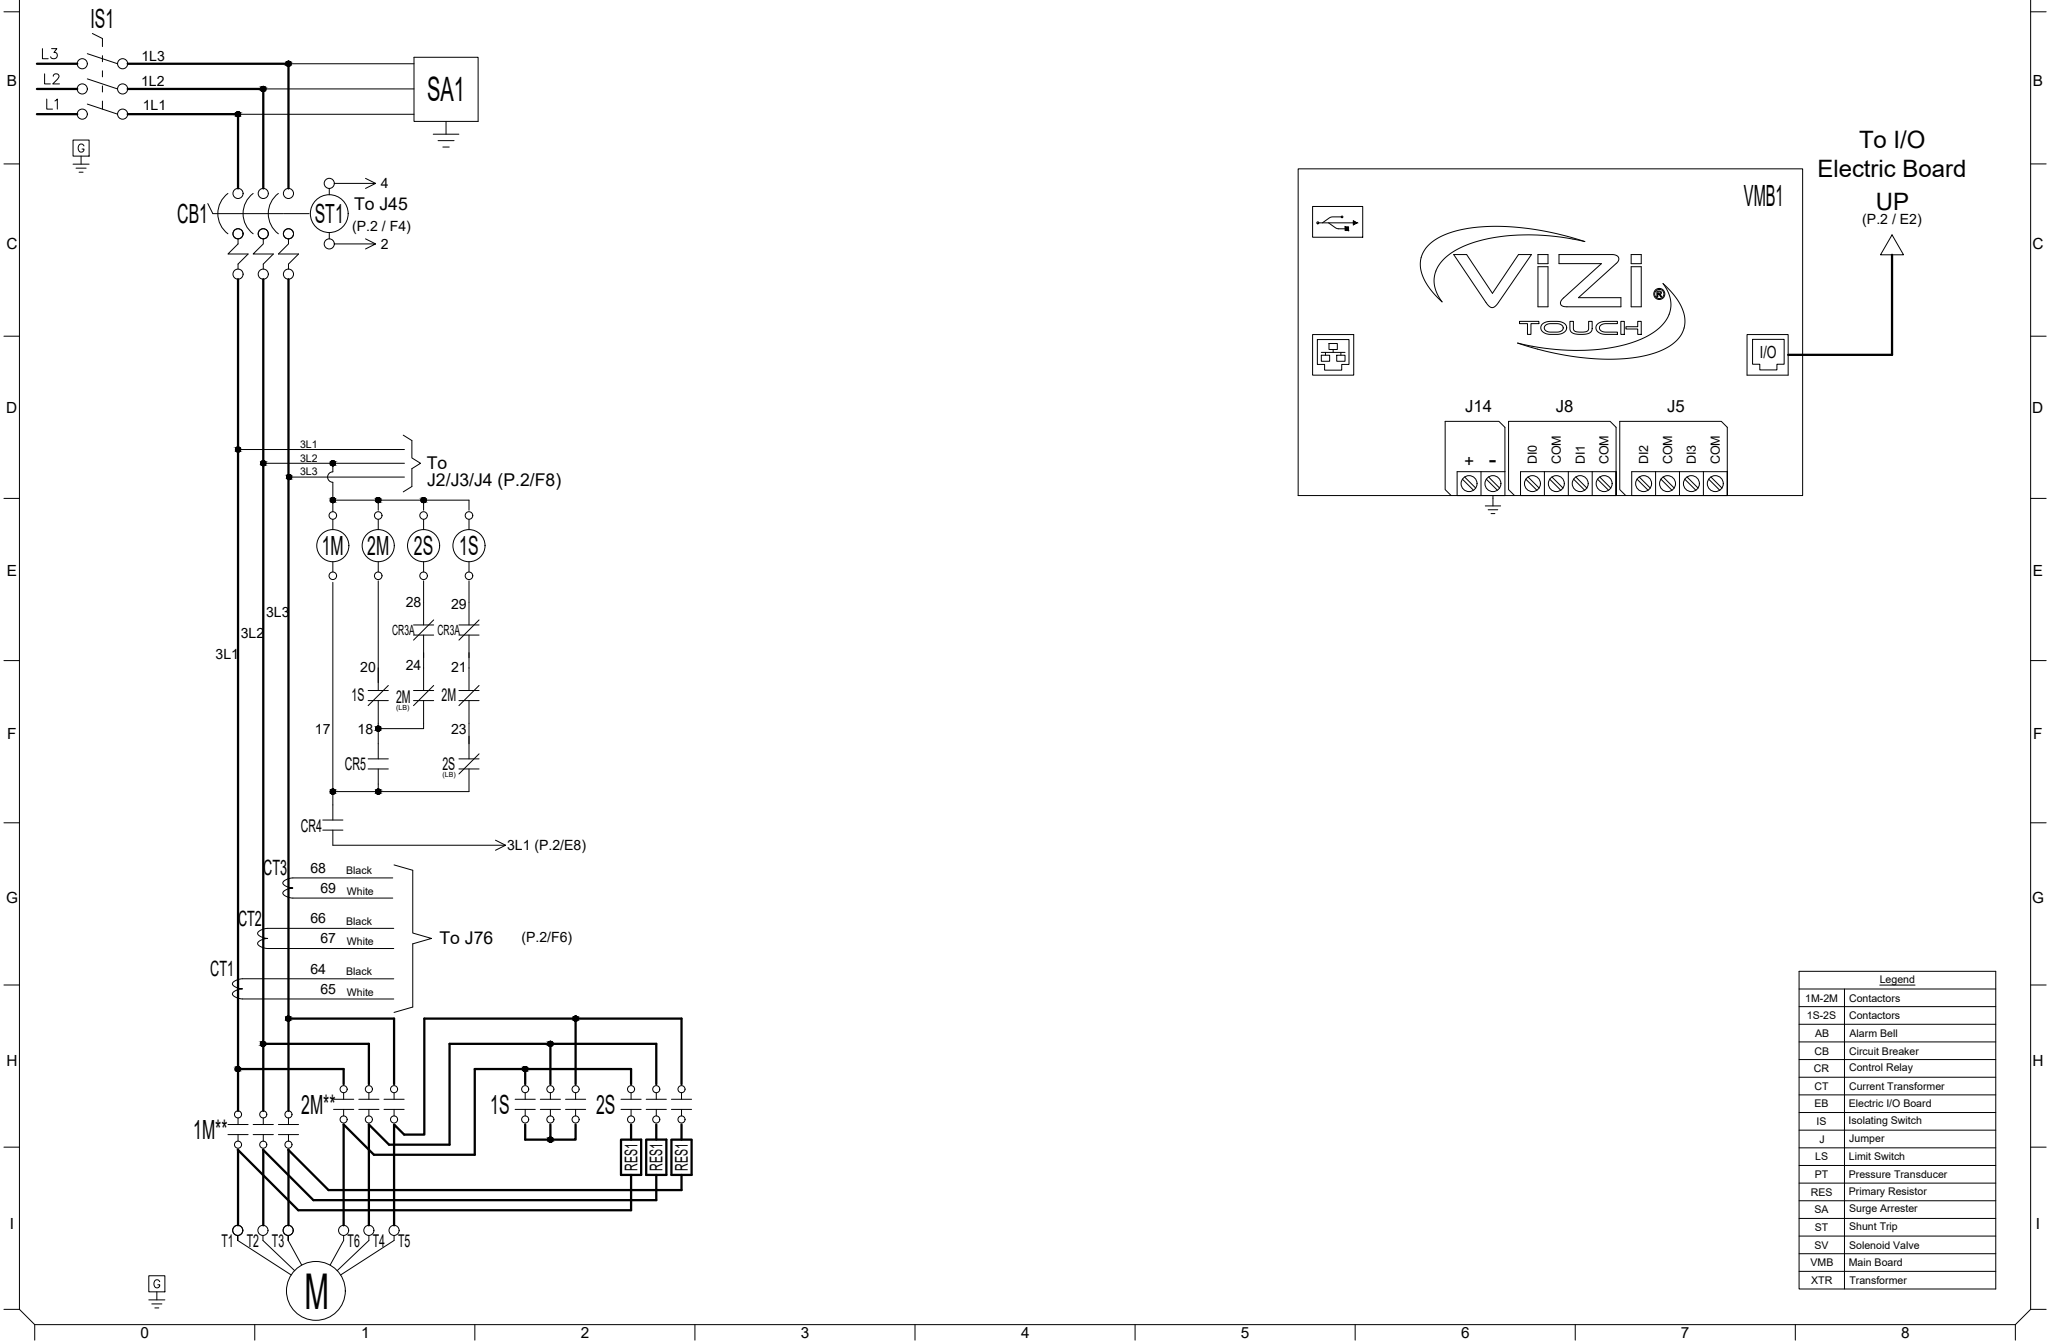 IS1
L3 1L3
L2 1L2
L1 1L1
SA1
B B
G
To I/O
Electric Board
UP
(P.2 / E2)
CB1
ST1
4
To J45
(P.2 / F4)
2
VMB1
C C
ViZi ®
TOUCH
I/O
D D
J14 J8 J5
+ - DI0 COM DI1 COM DI2 COM DI3 COM
3L1
3L2
3L3
To
J2/J3/J4 (P.2/F8)
1M 2M 2S 1S
E E
28 29
CR3A CR3A
3L3
3L2
3L1
20 24 21
1S 2M 2M
(LB)
17 18 23
F F
CR5 2S
(LB)
CR4
3L1 (P.2/E8)
CT3 68 Black
69 White
G G
CT2 66 Black
67 White
To J76 (P.2/F6)
CT1 64 Black
65 White
H H
2M** 1S 2S
1M**
RES1 RES1 RES1
I I
T1 T2 T3 T6 T4 T5
M
G
Legend
1M-2M Contactors
1S-2S Contactors
AB Alarm Bell
CB Circuit Breaker
CR Control Relay
CT Current Transformer
EB Electric I/O Board
IS Isolating Switch
J Jumper
LS Limit Switch
PT Pressure Transducer
RES Primary Resistor
SA Surge Arrester
ST Shunt Trip
SV Solenoid Valve
VMB Main Board
XTR Transformer
0 1 2 3 4 5 6 7 8